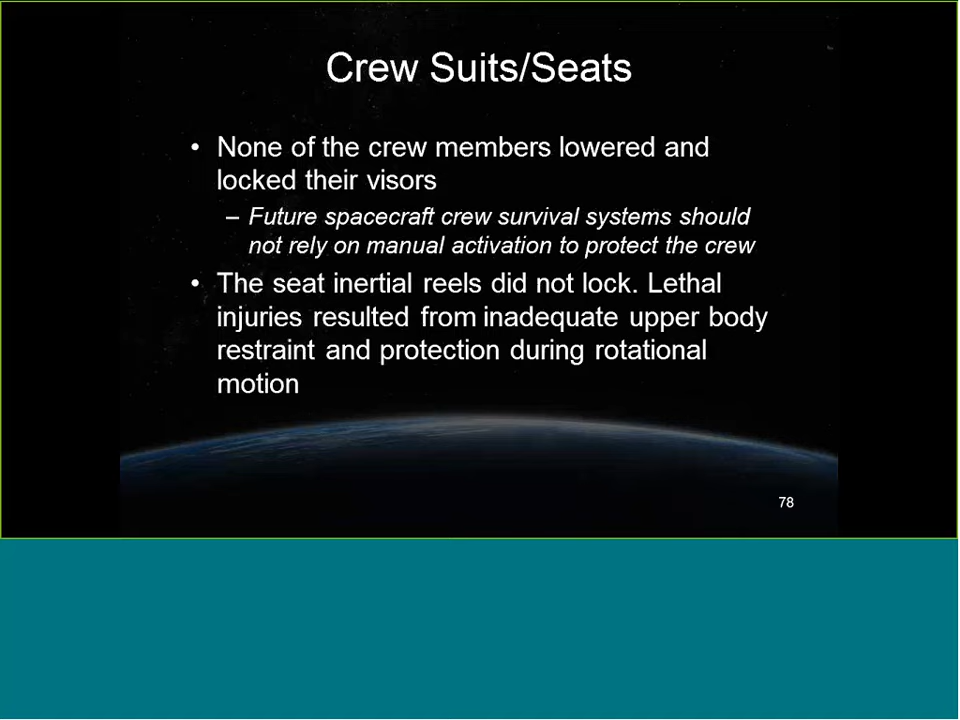 Crew Suits/Seats
• None of the crew members lowered and
locked their visors
– Future spacecraft crew survival systems should
not rely on manual activation to protect the crew
• The seat inertial reels did not lock. Lethal
injuries resulted from inadequate upper body
restraint and protection during rotational
motion
78